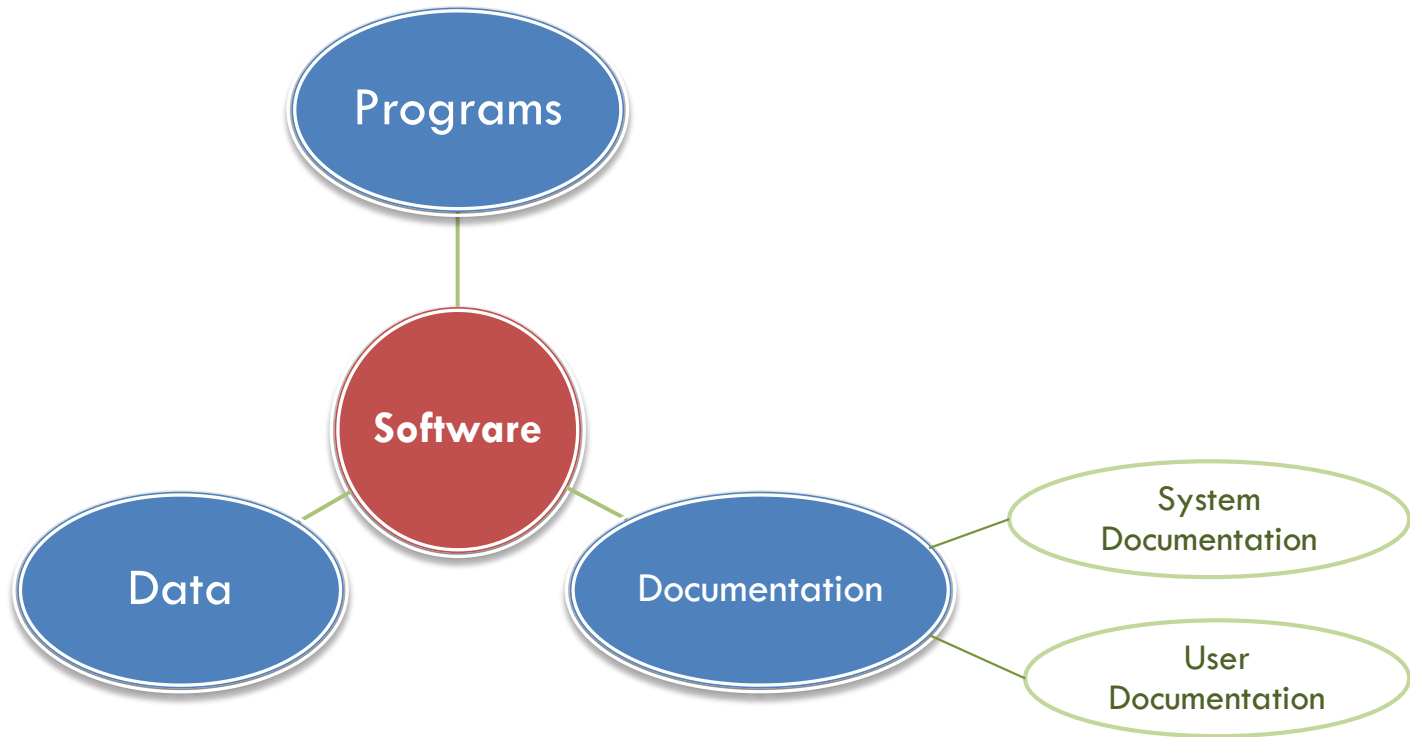 Programs
Software
Data
Documentation
System
Documentation
User
Documentation